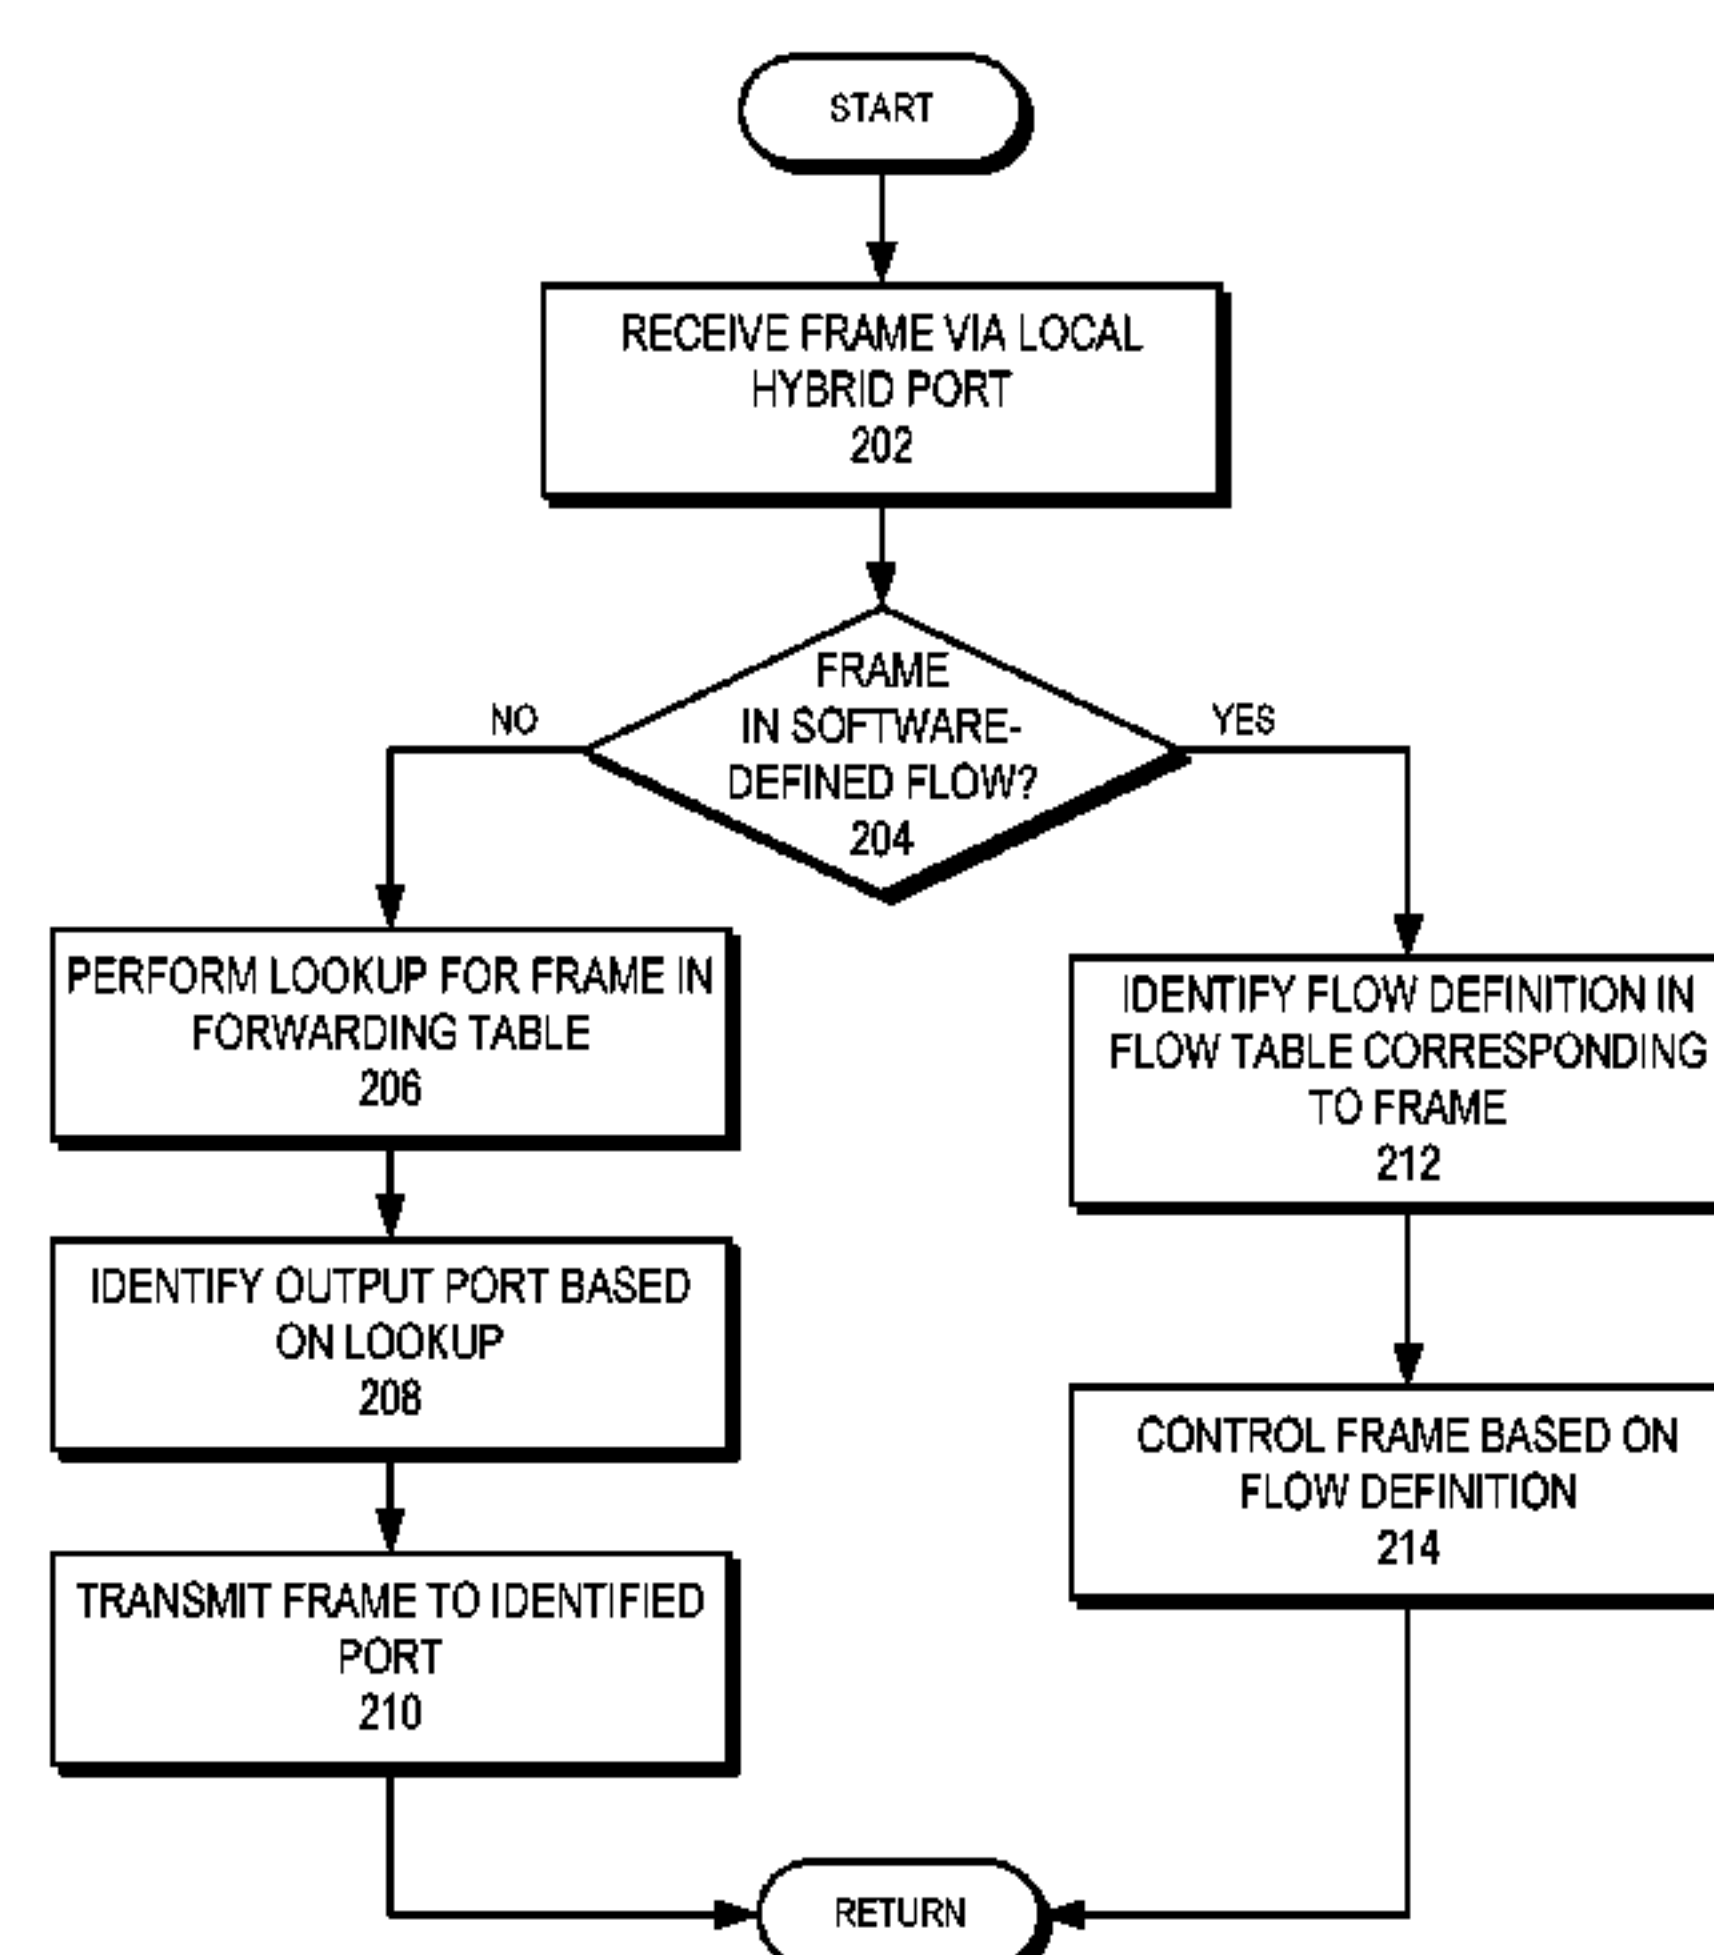 START
RECEIVE FRAME VIA LOCAL
HYBRID PORT
202
FRAME
IN SOFTWARE-
DEFINED FLOW?
204
NO
YES
PERFORM LOOKUP FOR FRAME IN
FORWARDING TABLE
206
IDENTIFY OUTPUT PORT BASED
ON LOOKUP
208
TRANSMIT FRAME TO IDENTIFIED
PORT
210
IDENTIFY FLOW DEFINITION IN
FLOW TABLE CORRESPONDING
TO FRAME
212
CONTROL FRAME BASED ON
FLOW DEFINITION
214
RETURN